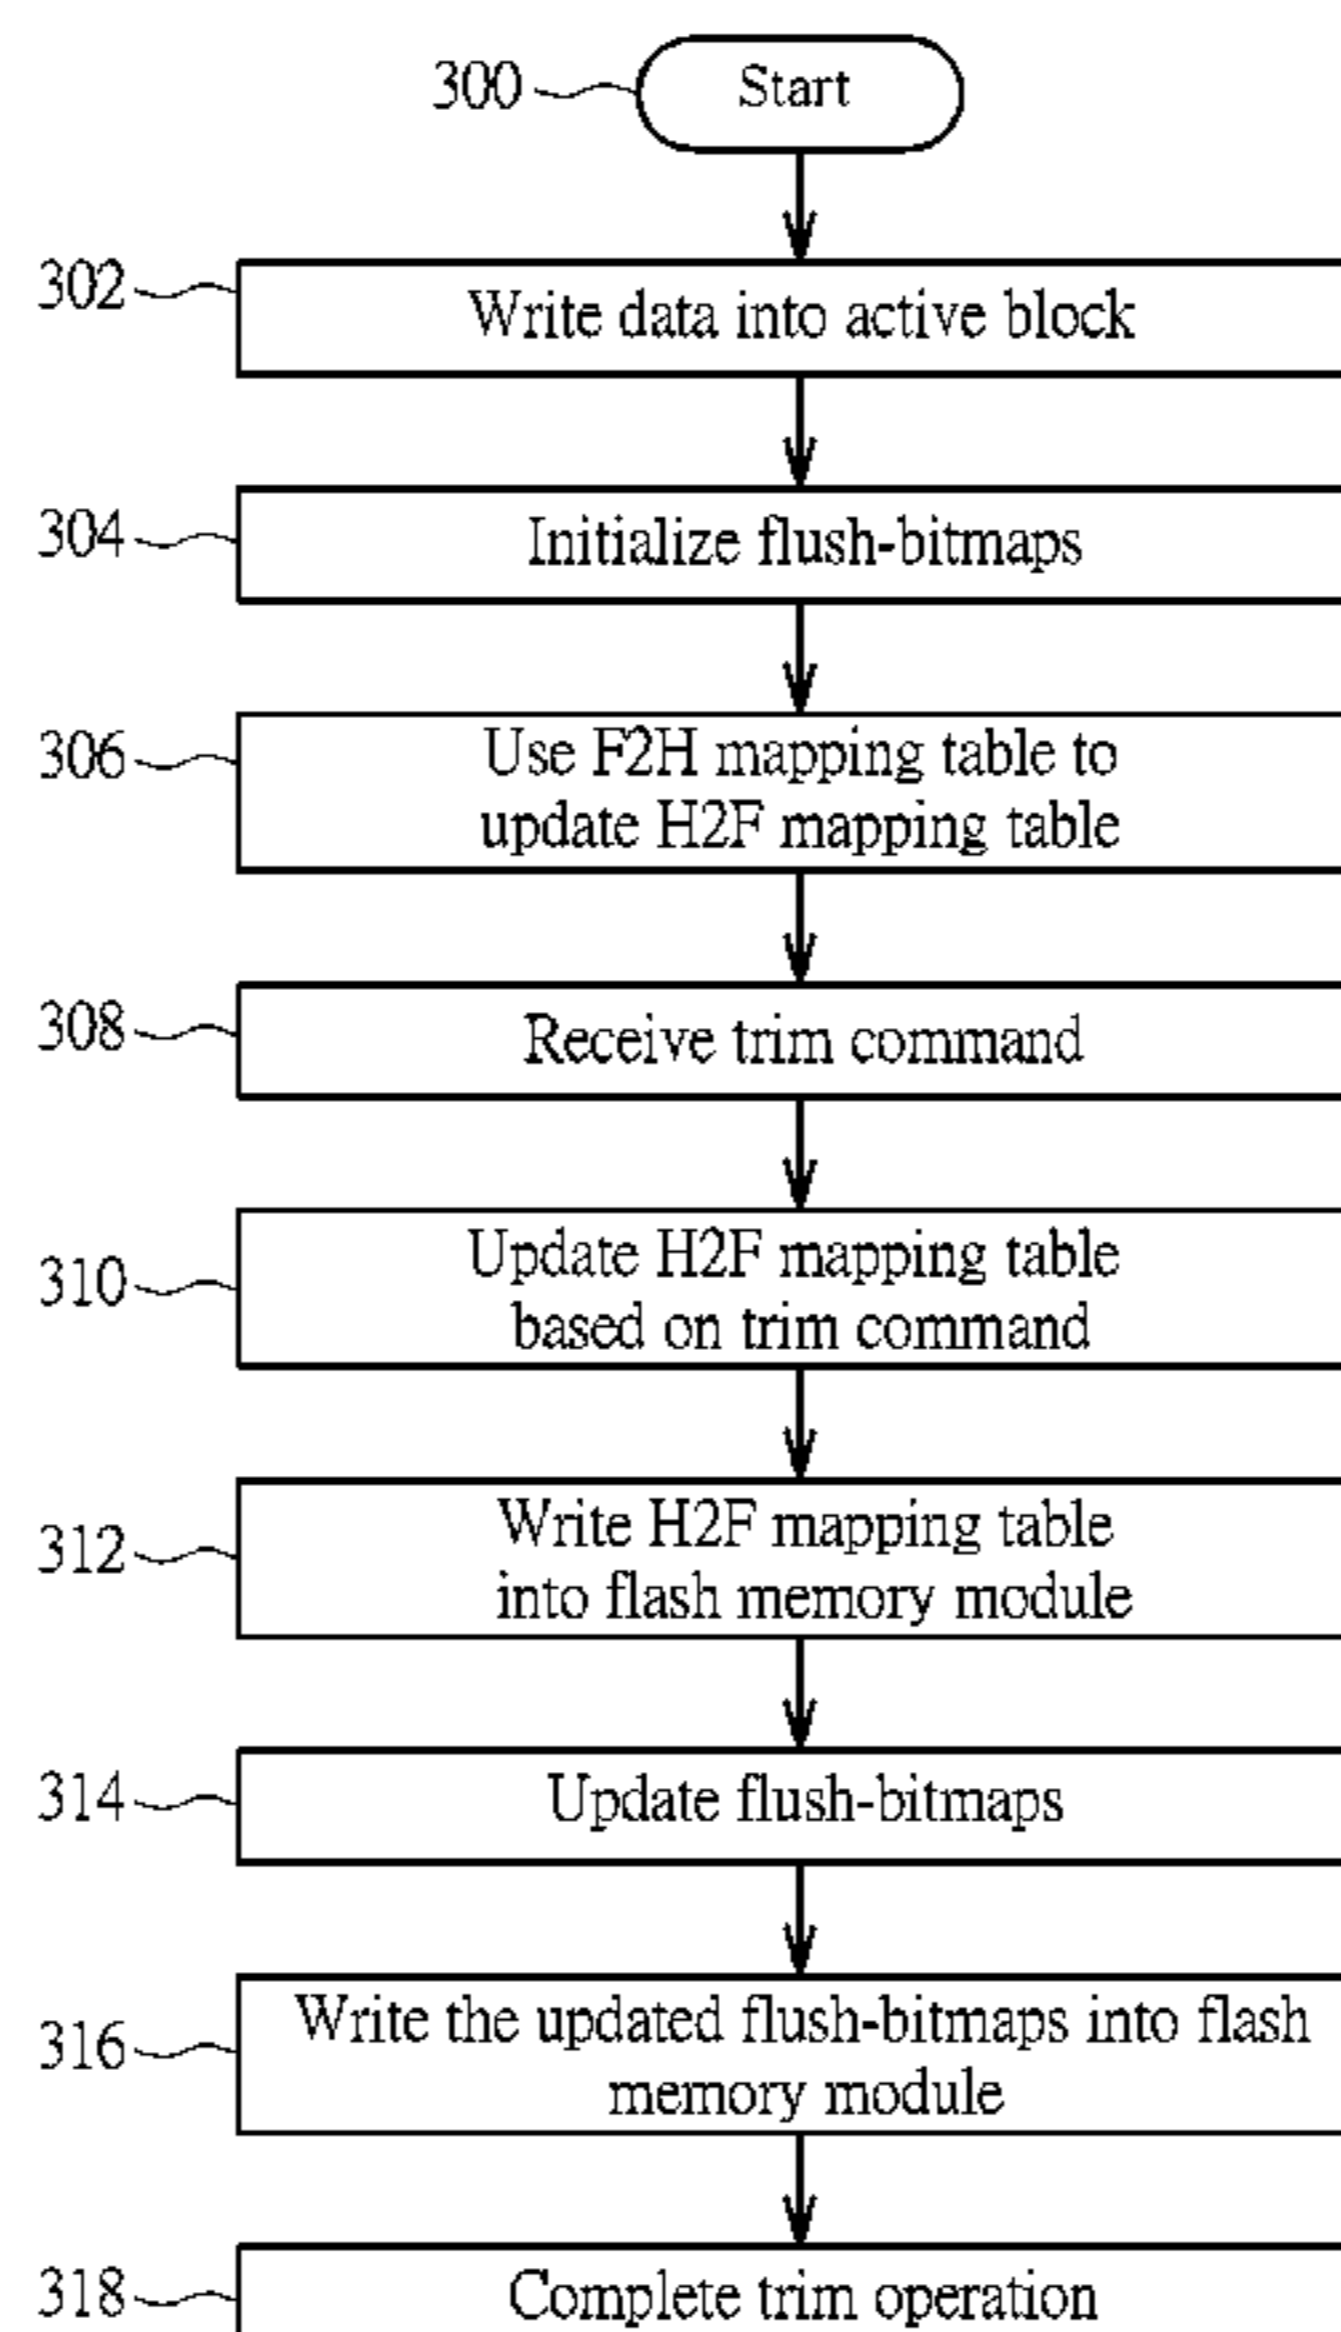 300 Start
302 Write data into active block
304 Initialize flush-bitmaps
306 Use F2H mapping table to
update H2F mapping table
308 Receive trim command
310 Update H2F mapping table
based on trim command
312 Write H2F mapping table
into flash memory module
314 Update flush-bitmaps
316 Write the updated flush-bitmaps into flash
memory module
318 Complete trim operation